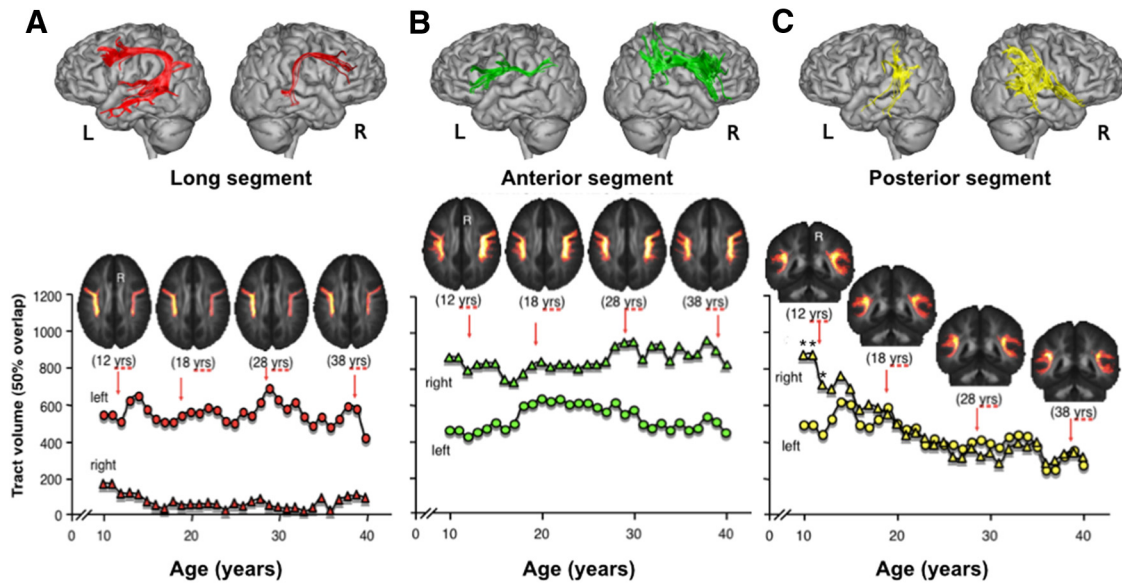 A
B
C
L
R
L
R
L
R
Long segment
Anterior segment
Posterior segment
R
(12 yrs)
(18 yrs)
(28 yrs)
(38 yrs)
R
(12 yrs)
(18 yrs)
(28 yrs)
(38 yrs)
R
(12 yrs)
(18 yrs)
(28 yrs)
(38 yrs)
Tract volume (50% overlap)
1200
1000
800
600
400
200
0
left
right
right
left
**
*
right
left
0
10
20
30
40
0
10
20
30
40
0
10
20
30
40
Age (years)
Age (years)
Age (years)